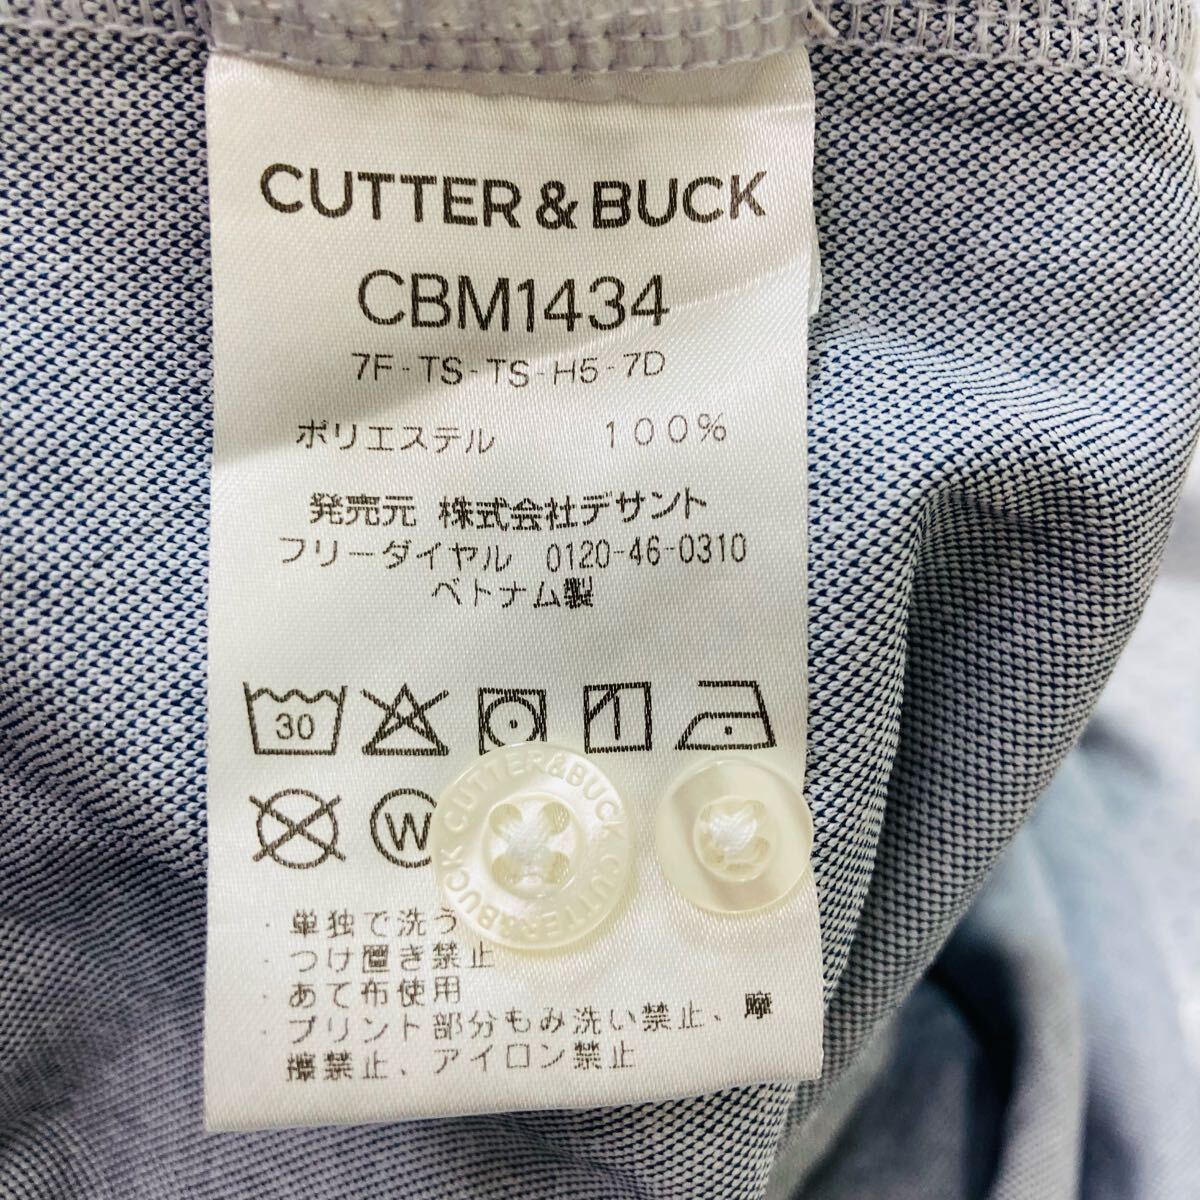 CUTTER & BUCK
CBM1434
7F-TS-TS-H5-7D
ポリエステル 100%
発売元 株式会社デサント
フリーダイヤル 0120-46-0310
ベトナム製
30
W
CUTTER&BUCK CUTTER&BUCK
・単独で洗う
・つけ置き禁止
・あて布使用
・プリント部分もみ洗い禁止、摩
擦禁止、アイロン禁止